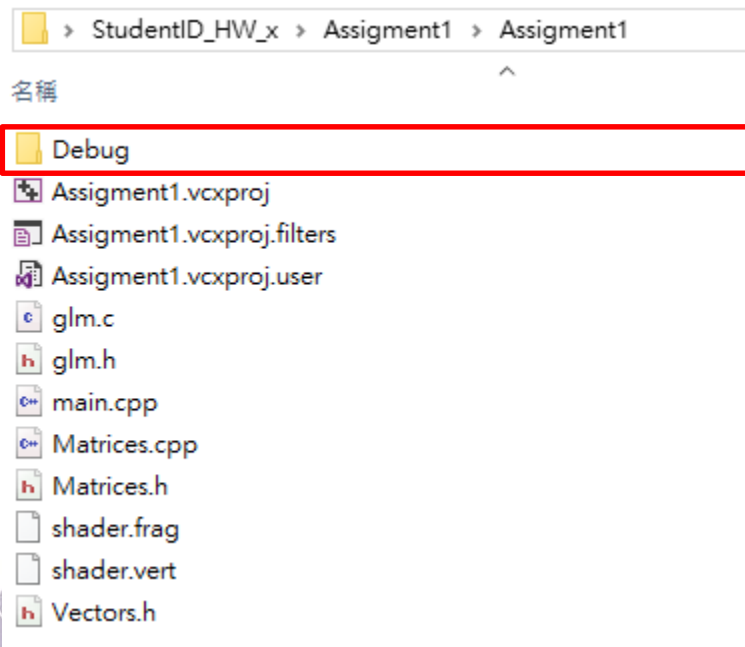 StudentID_HW_x > Assigment1 > Assigment1
名稱
Debug
Assigment1.vcxproj
Assigment1.vcxproj.filters
Assigment1.vcxproj.user
glm.c
glm.h
main.cpp
Matrices.cpp
Matrices.h
shader.frag
shader.vert
Vectors.h